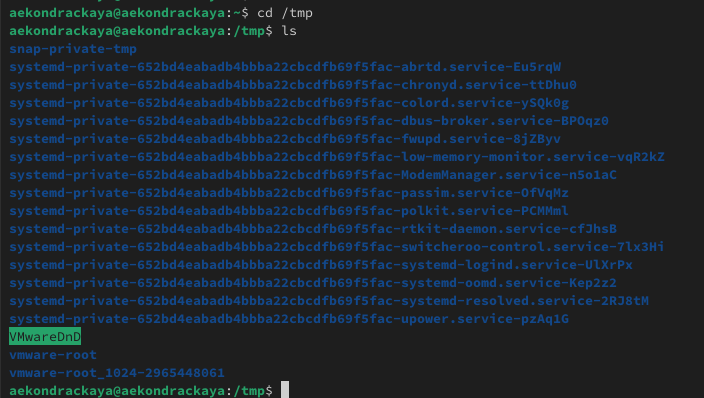 aekondrackaya@aekondrackaya:~$ cd /tmp
aekondrackaya@aekondrackaya:/tmp$ ls
snap-private-tmp
systemd-private-652bd4eabadb4bbba22cbcdfb69f5fac-abrtd.service-Eu5rqW
systemd-private-652bd4eabadb4bbba22cbcdfb69f5fac-chronyd.service-ttDhu0
systemd-private-652bd4eabadb4bbba22cbcdfb69f5fac-colord.service-ySQk0g
systemd-private-652bd4eabadb4bbba22cbcdfb69f5fac-dbus-broker.service-BPOqz0
systemd-private-652bd4eabadb4bbba22cbcdfb69f5fac-fwupd.service-8jZByv
systemd-private-652bd4eabadb4bbba22cbcdfb69f5fac-low-memory-monitor.service-vqR2kZ
systemd-private-652bd4eabadb4bbba22cbcdfb69f5fac-ModemManager.service-n5o1aC
systemd-private-652bd4eabadb4bbba22cbcdfb69f5fac-passim.service-OfVqMz
systemd-private-652bd4eabadb4bbba22cbcdfb69f5fac-polkit.service-PCMMml
systemd-private-652bd4eabadb4bbba22cbcdfb69f5fac-rtkit-daemon.service-cfJhsB
systemd-private-652bd4eabadb4bbba22cbcdfb69f5fac-switcheroo-control.service-7lx3Hi
systemd-private-652bd4eabadb4bbba22cbcdfb69f5fac-systemd-logind.service-UlXrPx
systemd-private-652bd4eabadb4bbba22cbcdfb69f5fac-systemd-oomd.service-Kep2z2
systemd-private-652bd4eabadb4bbba22cbcdfb69f5fac-systemd-resolved.service-2RJ8tM
systemd-private-652bd4eabadb4bbba22cbcdfb69f5fac-upower.service-pzAq1G
VMwareDnD
vmware-root
vmware-root_1024-2965448061
aekondrackaya@aekondrackaya:/tmp$